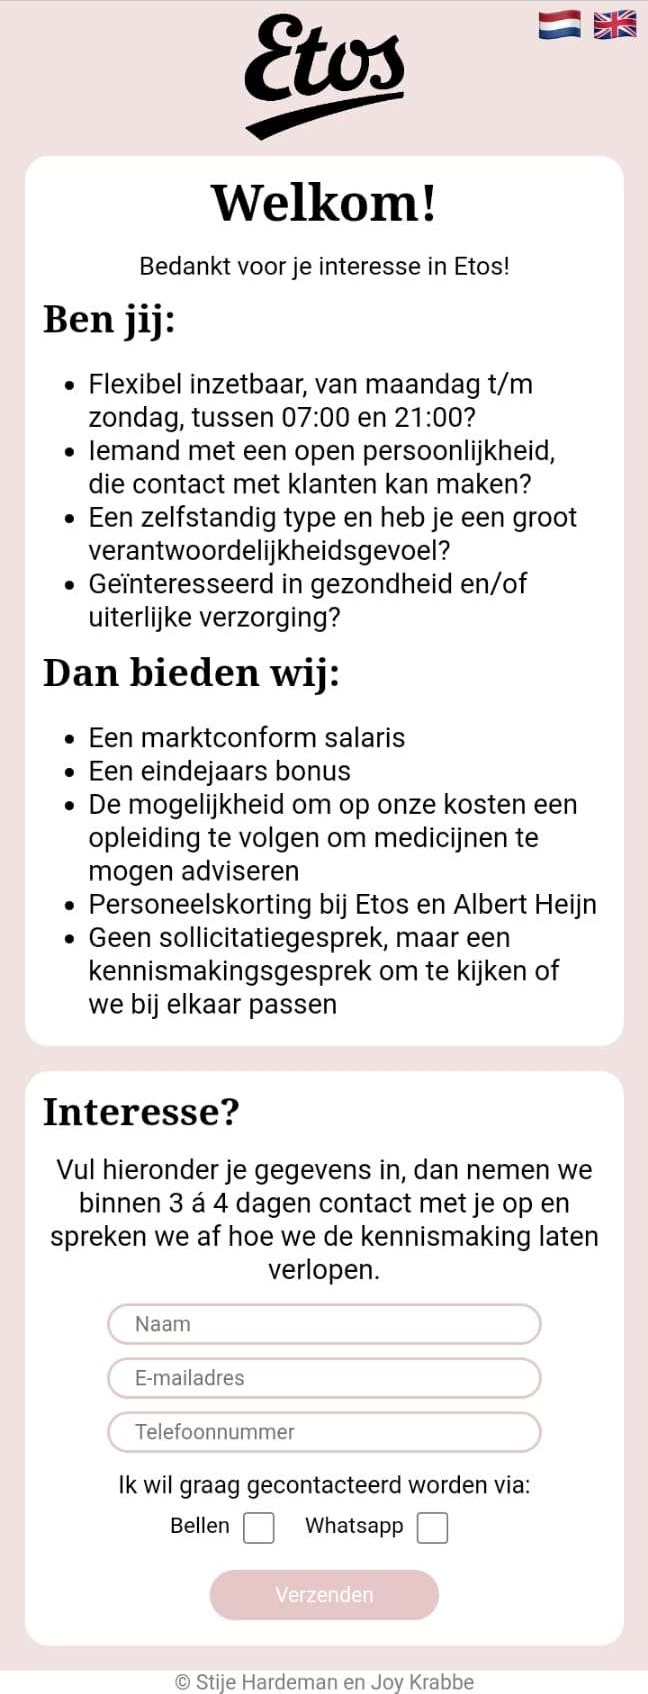 Etos
Welkom!
Bedankt voor je interesse in Etos!
Ben jij:
• Flexibel inzetbaar, van maandag t/m
zondag, tussen 07:00 en 21:00?
• Iemand met een open persoonlijkheid,
die contact met klanten kan maken?
• Een zelfstandig type en heb je een groot
verantwoordelijkheidsgevoel?
• Geïnteresseerd in gezondheid en/of
uiterlijke verzorging?
Dan bieden wij:
• Een marktconform salaris
• Een eindejaars bonus
• De mogelijkheid om op onze kosten een
opleiding te volgen om medicijnen te
mogen adviseren
• Personeelskorting bij Etos en Albert Heijn
• Geen sollicitatiegesprek, maar een
kennismakingsgesprek om te kijken of
we bij elkaar passen
Interesse?
Vul hieronder je gegevens in, dan nemen we
binnen 3 á 4 dagen contact met je op en
spreken we af hoe we de kennismaking laten
verlopen.
Naam
E-mailadres
Telefoonnummer
Ik wil graag gecontacteerd worden via:
Bellen Whatsapp
Verzenden
© Stije Hardeman en Joy Krabbe